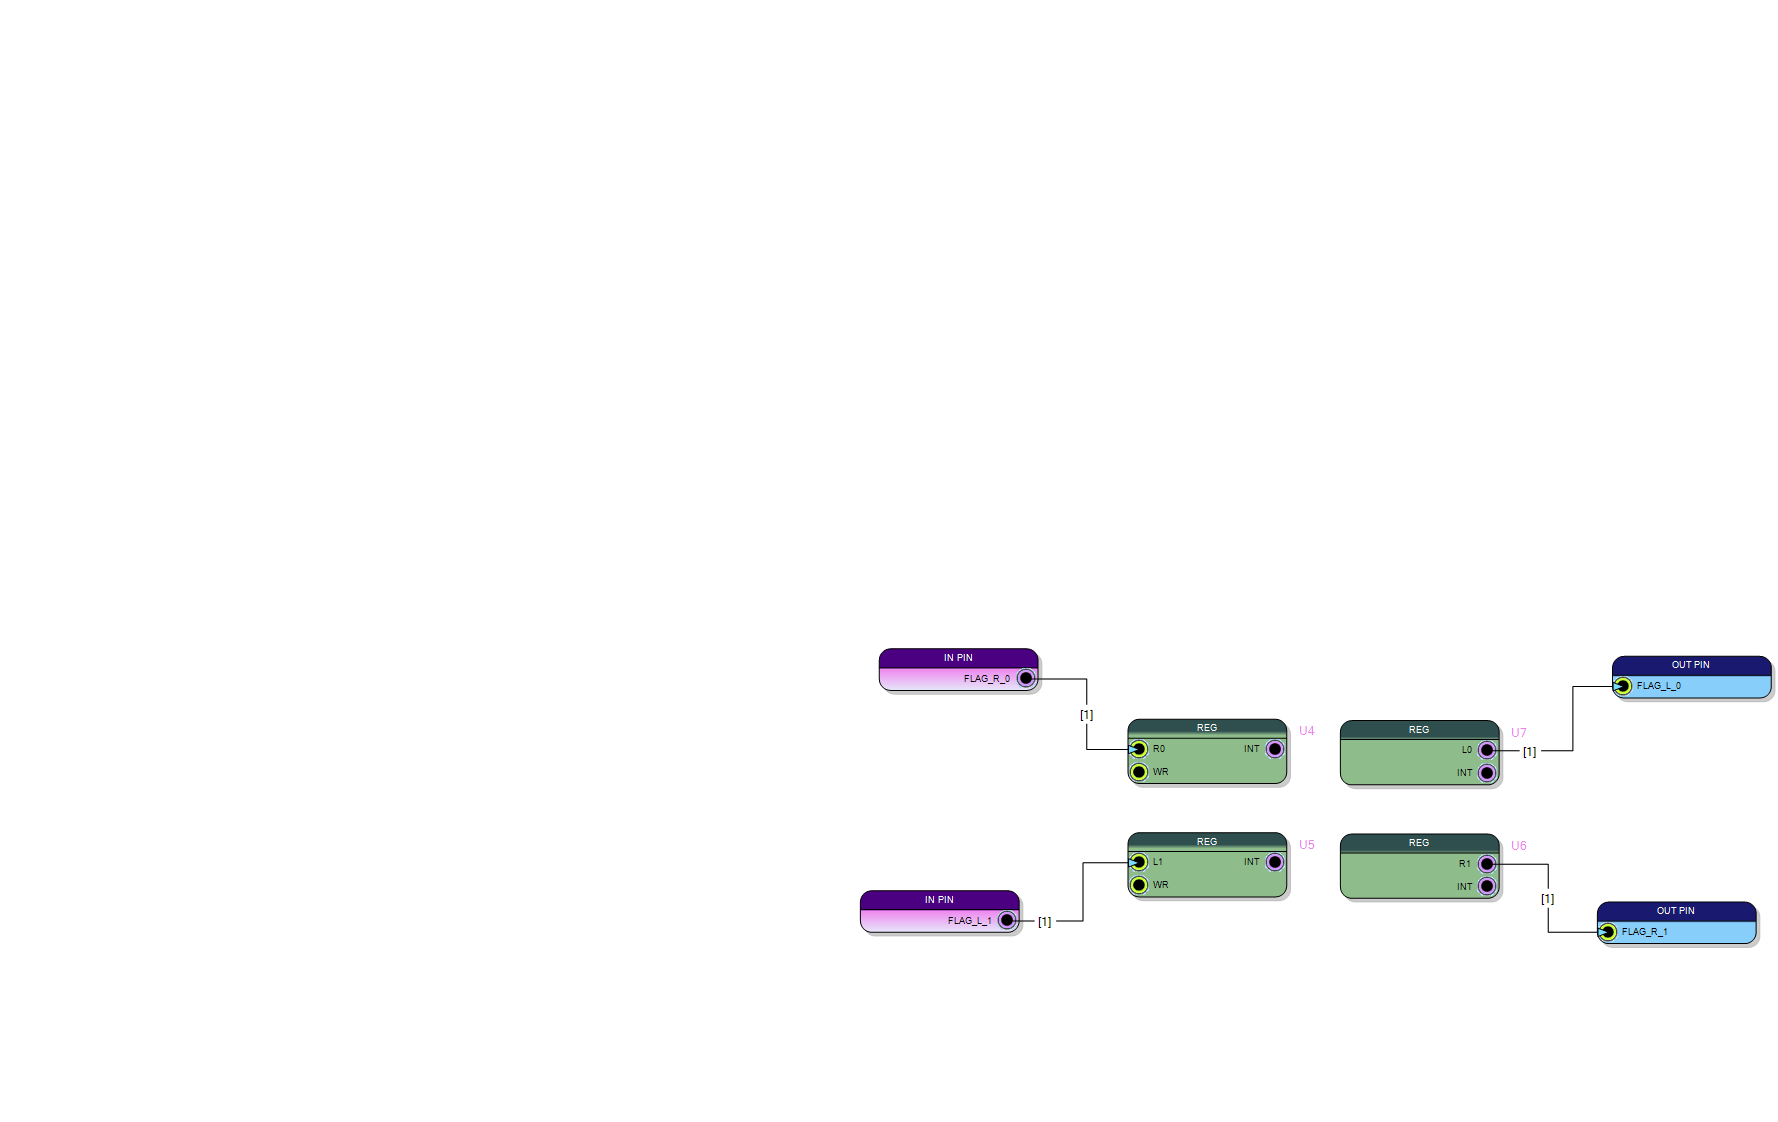 IN PIN
FLAG_R_0
OUT PIN
FLAG_L_0
[1]
REG
R0
INT
WR
U4
REG
L0
INT
U7
[1]
REG
L1
INT
WR
U5
REG
R1
INT
U6
IN PIN
FLAG_L_1
[1]
[1]
OUT PIN
FLAG_R_1